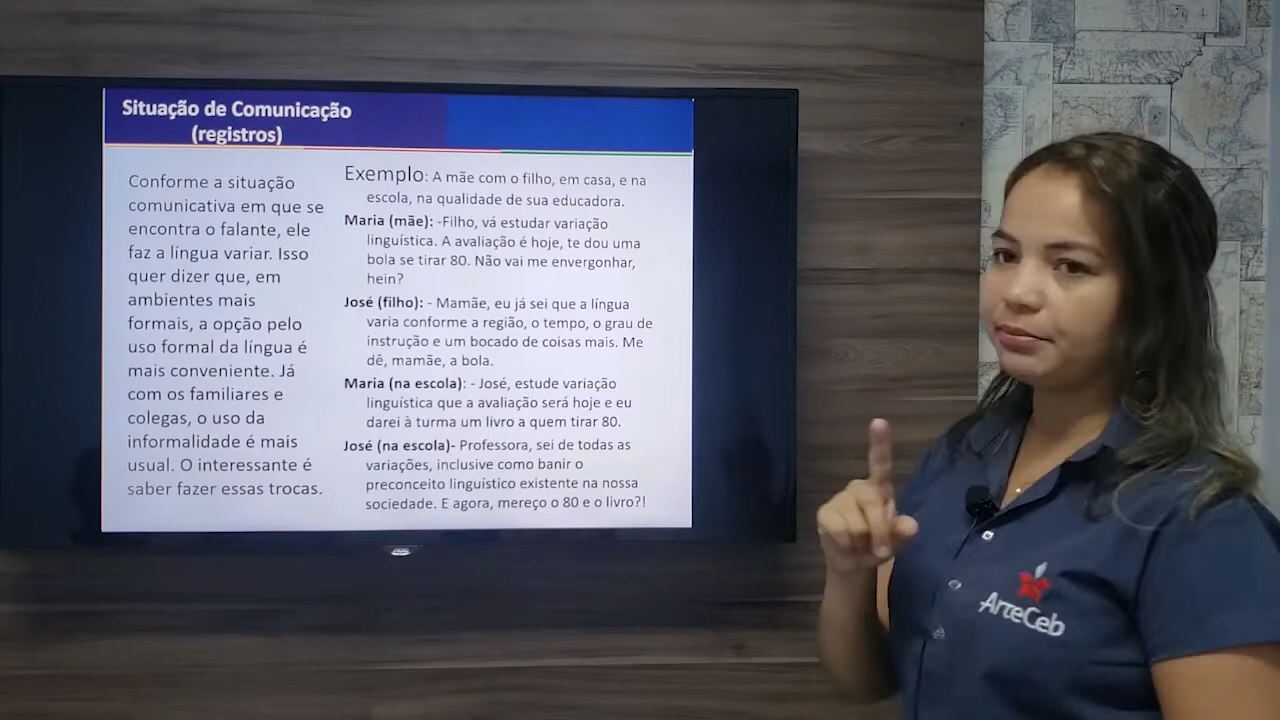 Situação de Comunicação
(registros)
Conforme a situação
comunicativa em que se
encontra o falante, ele
faz a língua variar. Isso
quer dizer que, em
ambientes mais
formais, a opção pelo
uso formal da língua é
mais conveniente. Já
com os familiares e
colegas, o uso da
informalidade é mais
usual. O interessante é
saber fazer essas trocas.
Exemplo: A mãe com o filho, em casa, e na
escola, na qualidade de sua educadora.
Maria (mãe): -Filho, vá estudar variação
linguística. A avaliação é hoje, te dou uma
bola se tirar 80. Não vai me envergonhar,
hein?
José (filho): - Mamãe, eu já sei que a língua
varia conforme a região, o tempo, o grau de
instrução e um bocado de coisas mais. Me
dê, mamãe, a bola.
Maria (na escola): - José, estude variação
linguística que a avaliação será hoje e eu
darei à turma um livro a quem tirar 80.
José (na escola)- Professora, sei de todas as
variações, inclusive como banir o
preconceito linguístico existente na nossa
sociedade. E agora, mereço o 80 e o livro?!
ArteCeb